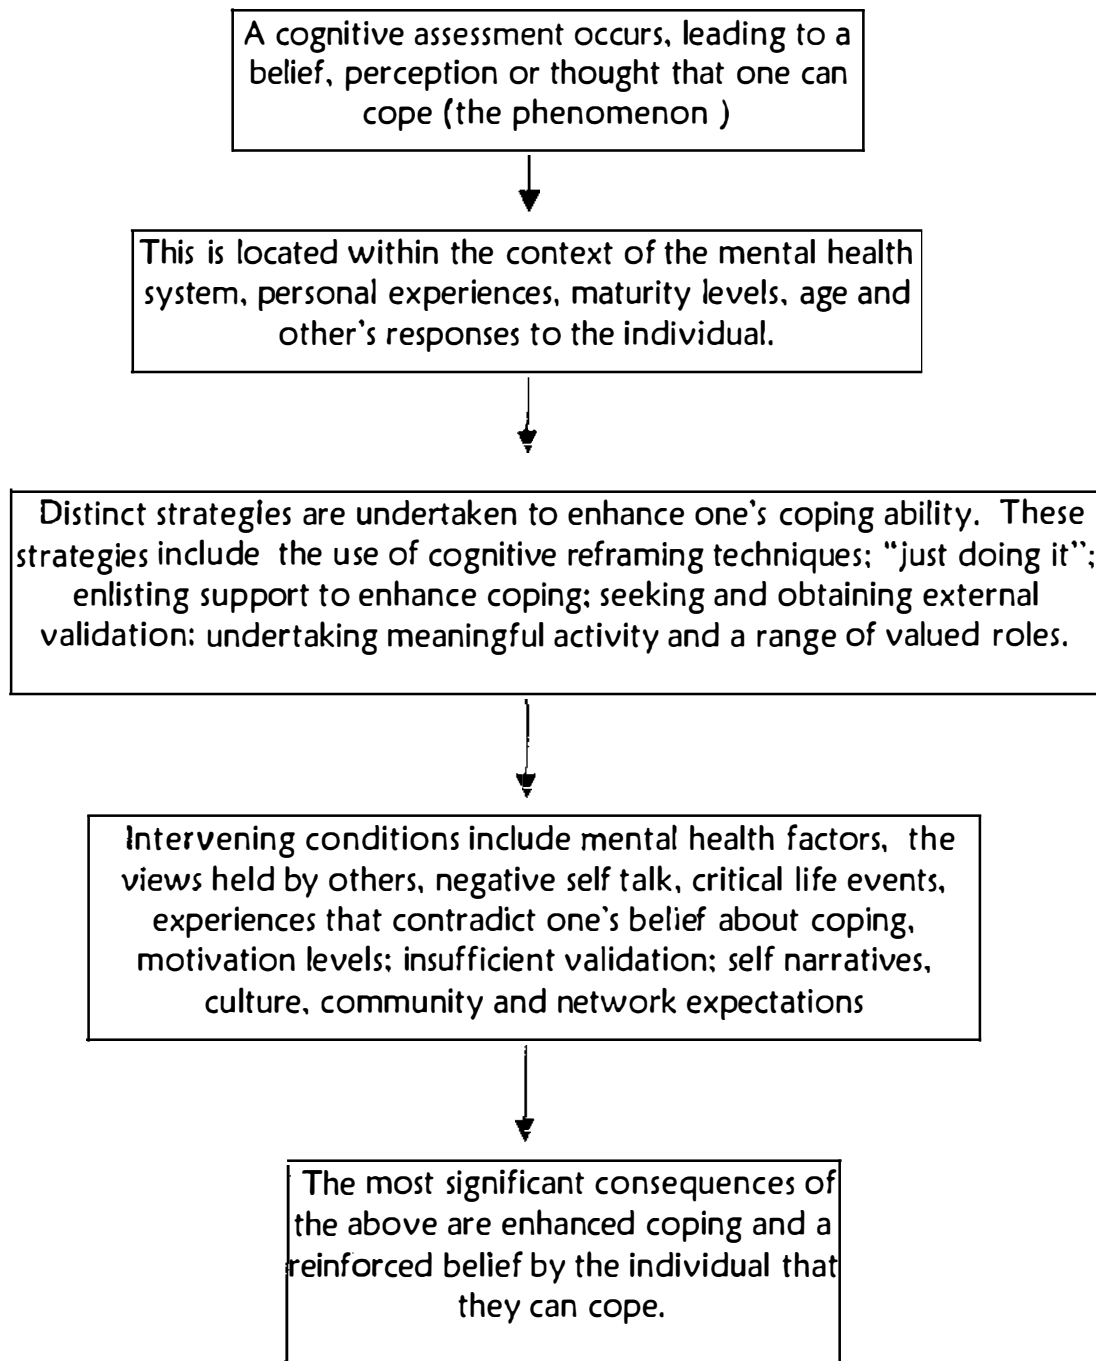 A cognitive assessment occurs, leading to a
belief, perception or thought that one can
cope (the phenomenon )
This is located within the context of the mental health
system, personal experiences, maturity levels, age and
other's responses to the individual.
Distinct strategies are undertaken to enhance one's coping ability. These
strategies include the use of cognitive reframing techniques; "just doing it";
enlisting support to enhance coping; seeking and obtaining external
validation; undertaking meaningful activity and a range of valued roles.
Intervening conditions include mental health factors, the
views held by others, negative self talk, critical life events,
experiences that contradict one's belief about coping,
motivation levels; insufficient validation; self narratives,
culture, community and network expectations
The most significant consequences of
the above are enhanced coping and a
reinforced belief by the individual that
they can cope.